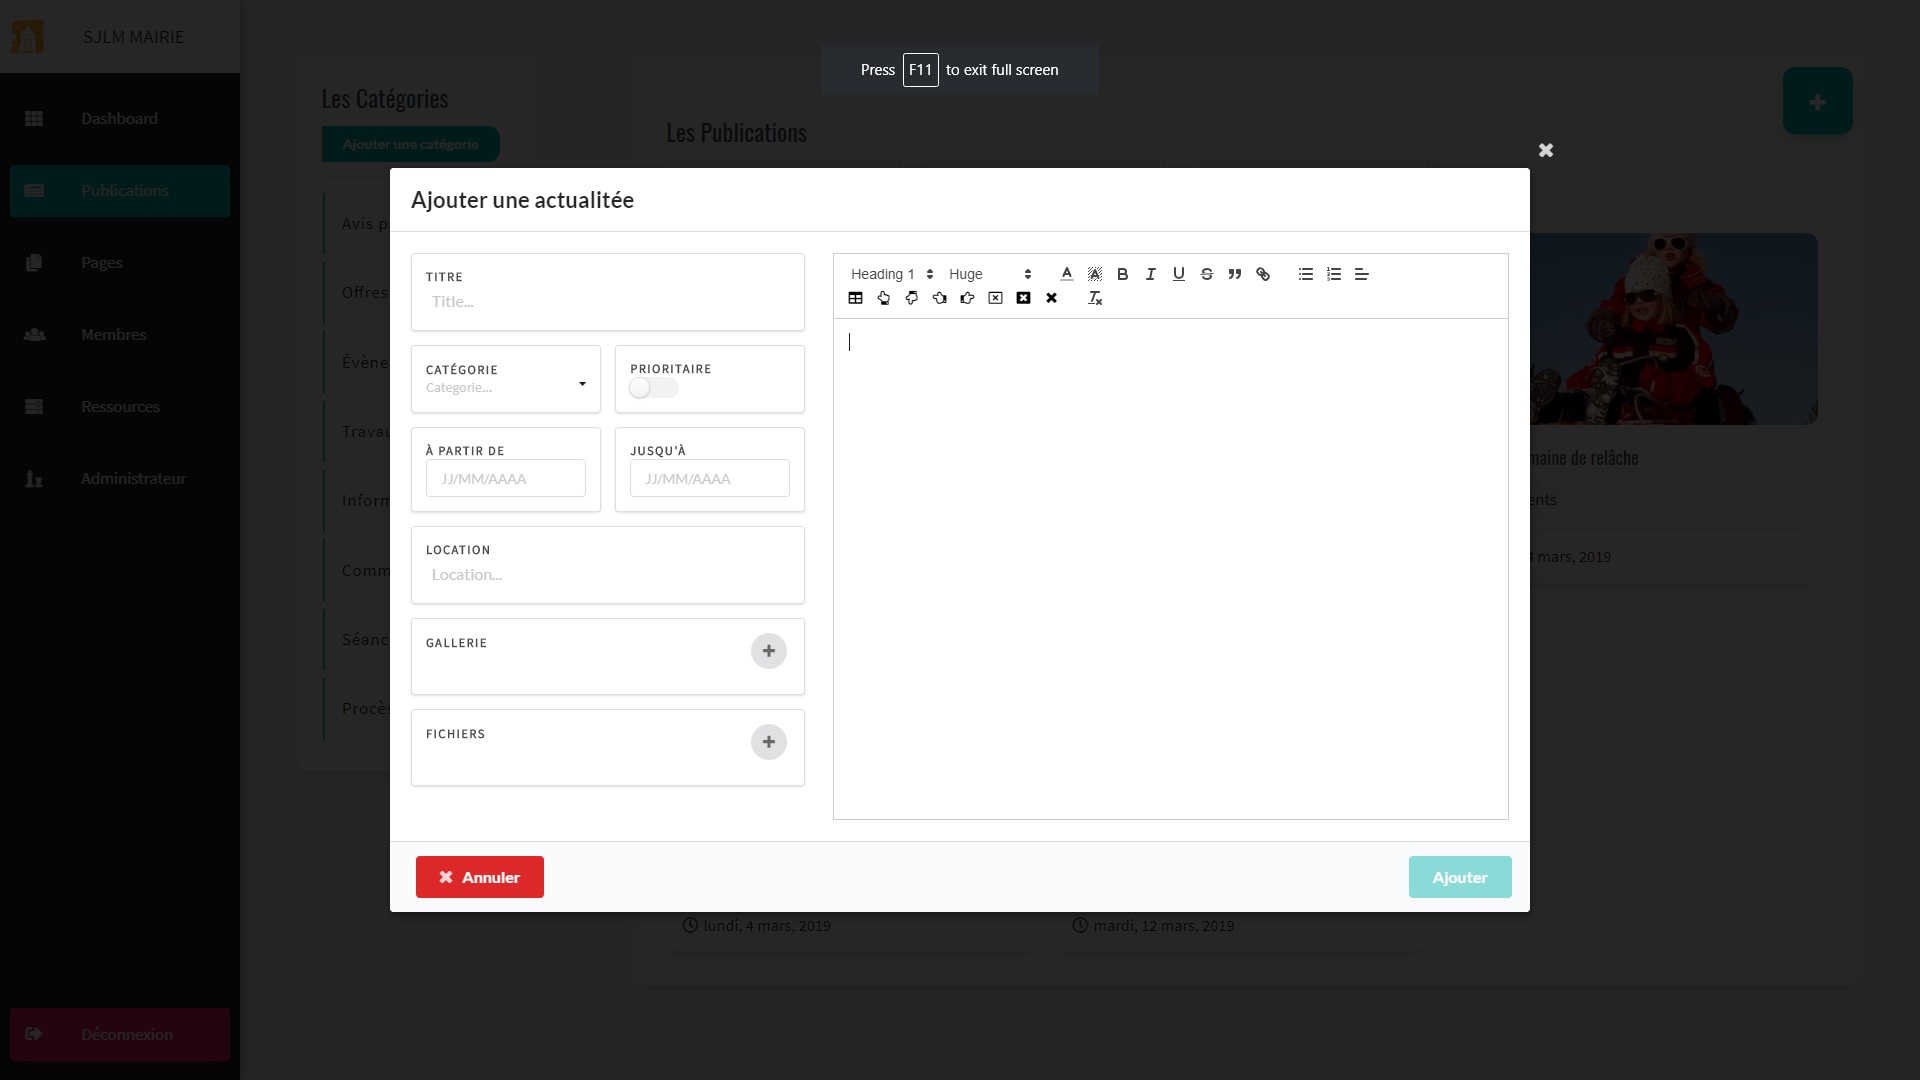 SJLM MAIRIE
Press F11 to exit full screen
Dashboard
Publications
Pages
Membres
Ressources
Administrateur
Déconnexion
Les Catégories
Ajouter une catégorie
Avis p
Offres
Évène
Travau
Inform
Comm
Séanc
Procès
Les Publications
maine de relâche
ents
4 mars, 2019
lundi, 4 mars, 2019
mardi, 12 mars, 2019
Ajouter une actualitée
TITRE
Title...
CATÉGORIE
Categorie...
PRIORITAIRE
À PARTIR DE
JJ/MM/AAAA
JUSQU'À
JJ/MM/AAAA
LOCATION
Location...
GALLERIE
FICHIERS
Heading 1
Huge
Annuler
Ajouter